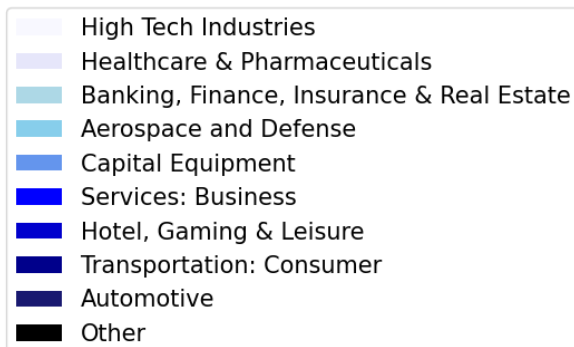 High Tech Industries
Healthcare & Pharmaceuticals
Banking, Finance, Insurance & Real Estate
Aerospace and Defense
Capital Equipment
Services: Business
Hotel, Gaming & Leisure
Transportation: Consumer
Automotive
Other